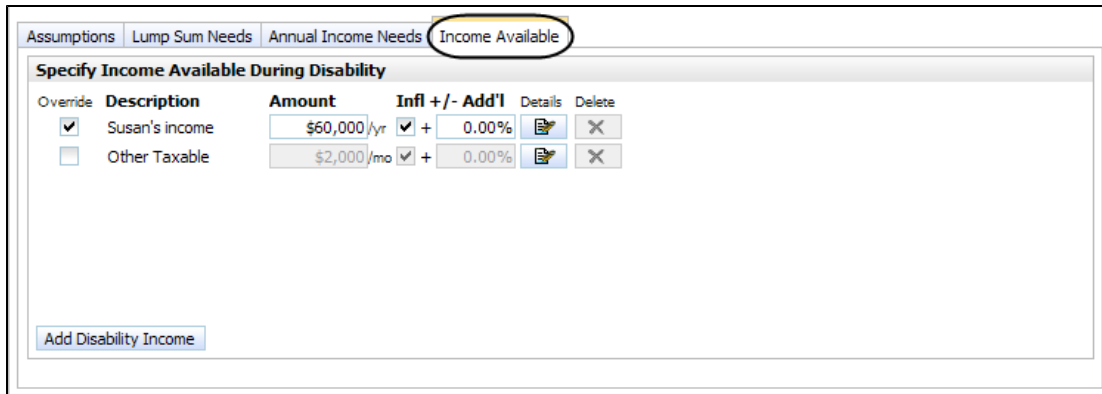 Assumptions Lump Sum Needs Annual Income Needs Income Available
Specify Income Available During Disability
Override Description Amount Infl +/- Add'l Details Delete
Susan's income $60,000 /yr + 0.00%
Other Taxable $2,000 /mo + 0.00%
Add Disability Income